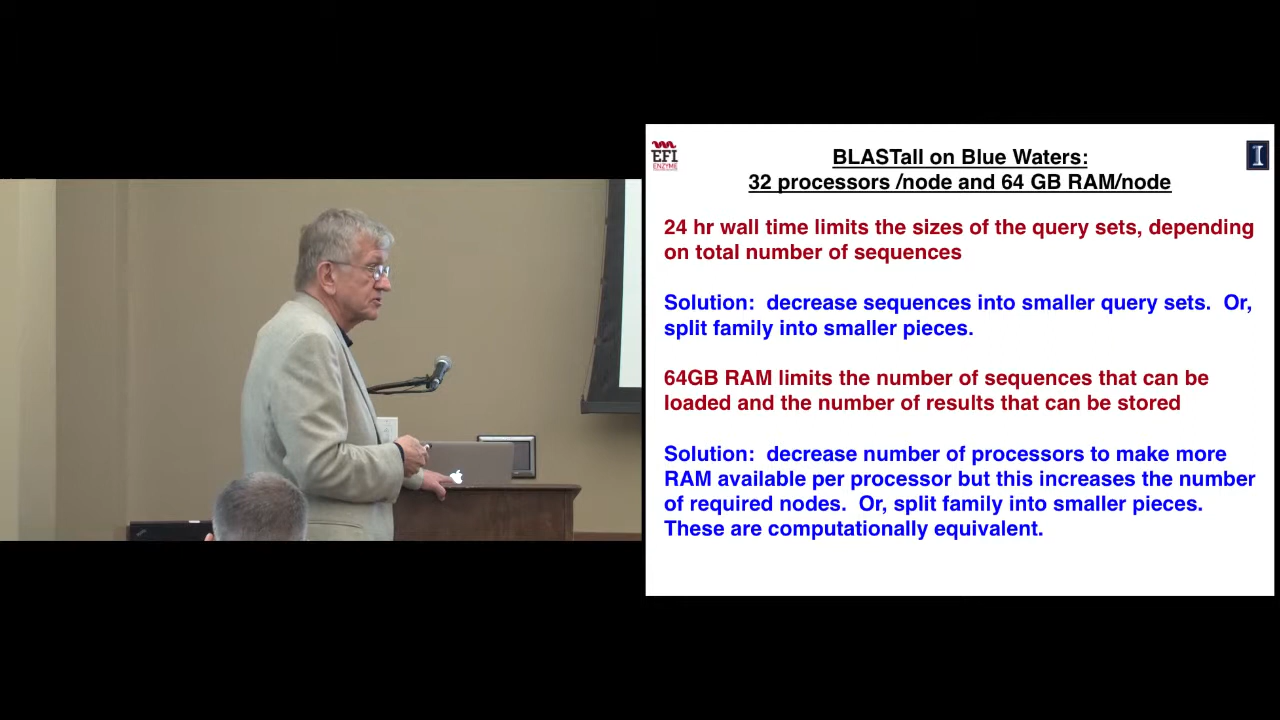 EFI
ENZYME
I
BLASTall on Blue Waters:
32 processors /node and 64 GB RAM/node
24 hr wall time limits the sizes of the query sets, depending
on total number of sequences
Solution:  decrease sequences into smaller query sets.  Or,
split family into smaller pieces.
64GB RAM limits the number of sequences that can be
loaded and the number of results that can be stored
Solution:  decrease number of processors to make more
RAM available per processor but this increases the number
of required nodes.  Or, split family into smaller pieces.
These are computationally equivalent.